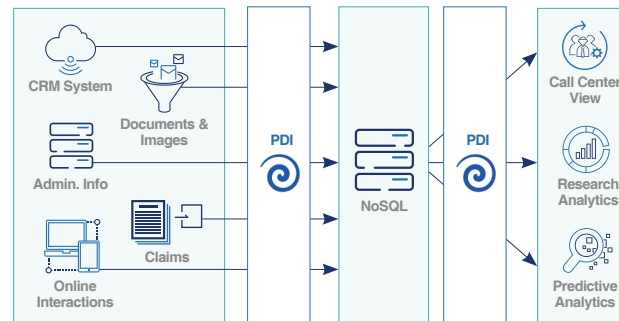 CRM System
Documents &
Images
Admin. Info
Claims
Online
Interactions
PDI
NoSQL
PDI
Call Center
View
Research
Analytics
Predictive
Analytics